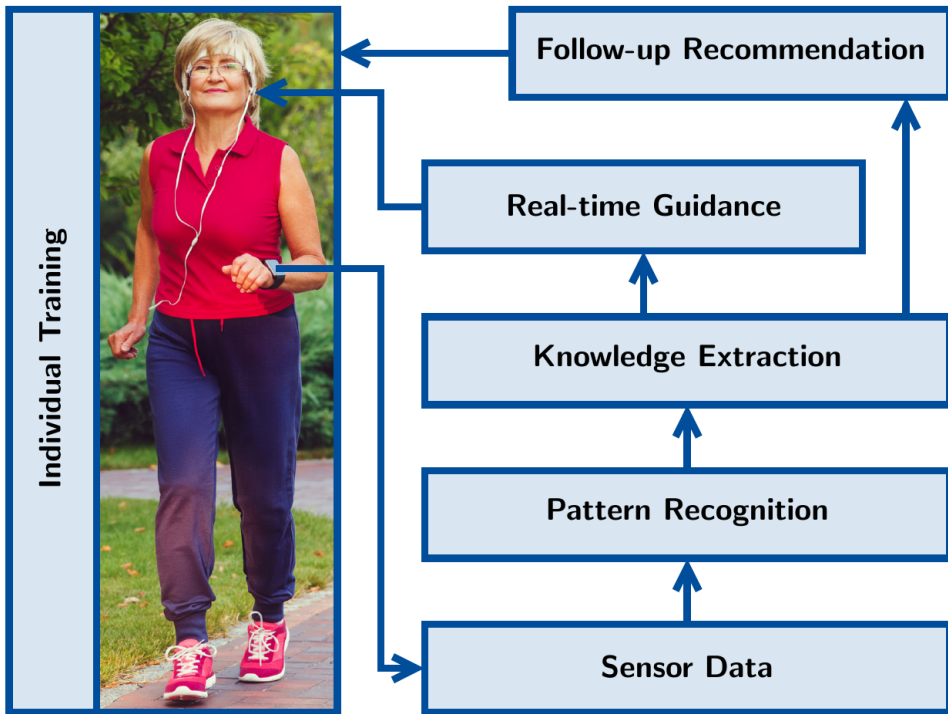 Individual Training
Follow-up Recommendation
Real-time Guidance
Knowledge Extraction
Pattern Recognition
Sensor Data